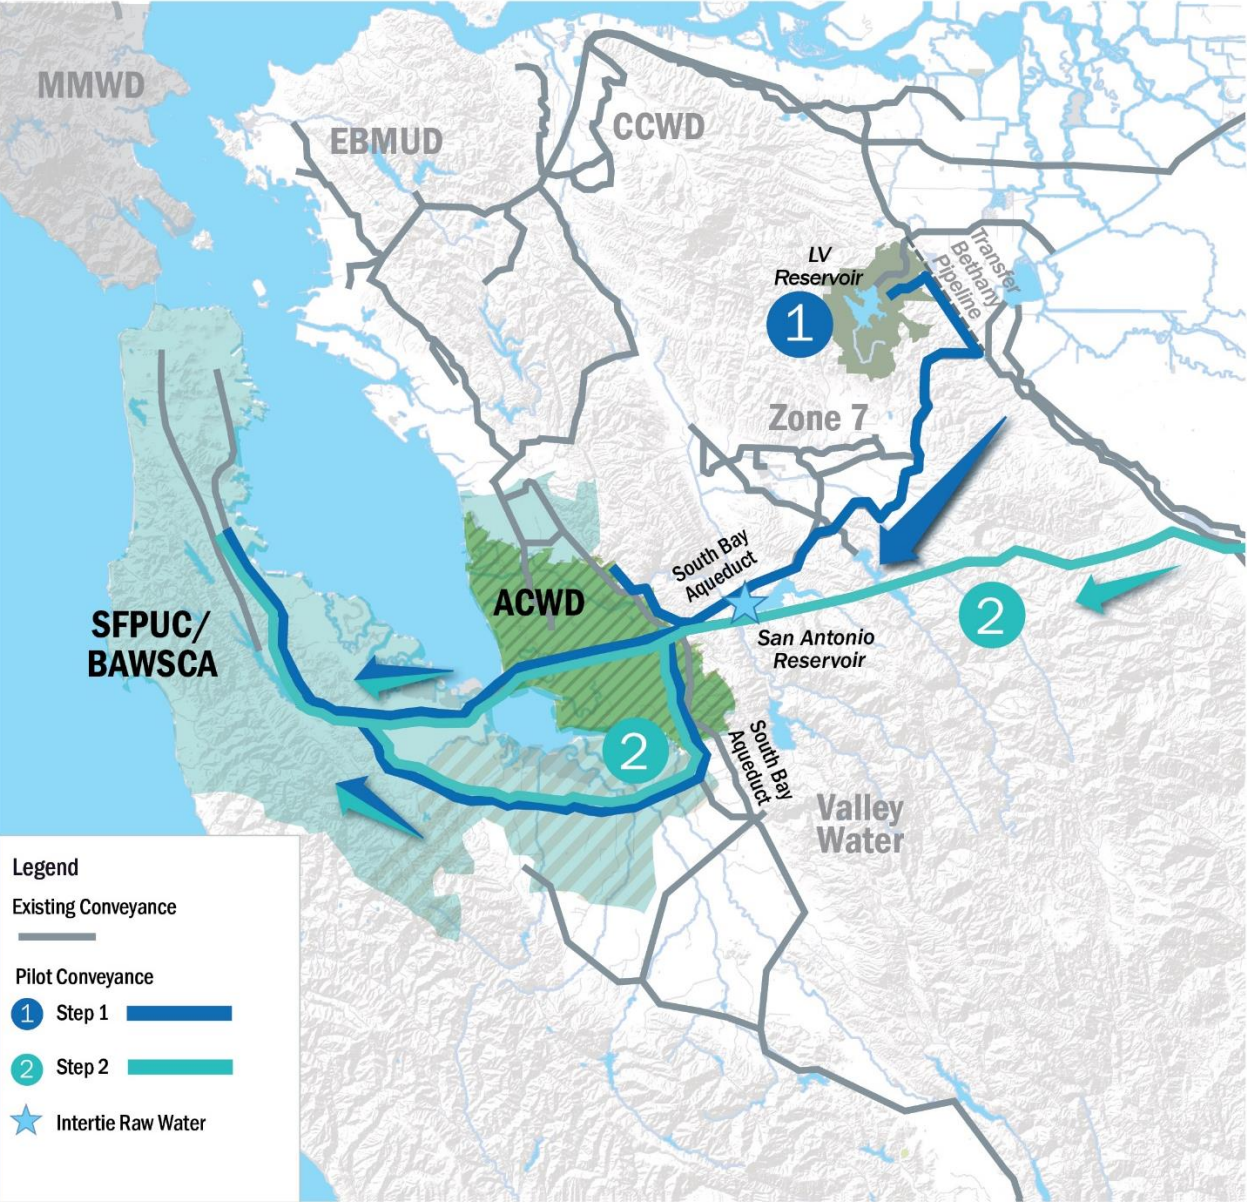 MMWD
EBMUD
CCWD
LV
Reservoir
Transfer
Bethany
Pipeline
1
Zone 7
South Bay
Aqueduct
ACWD
2
San Antonio
Reservoir
SFPUC/
BAWSCA
2
South Bay
Aqueduct
Valley
Water
Legend
Existing Conveyance
Pilot Conveyance
1 Step 1
2 Step 2
Intertie Raw Water